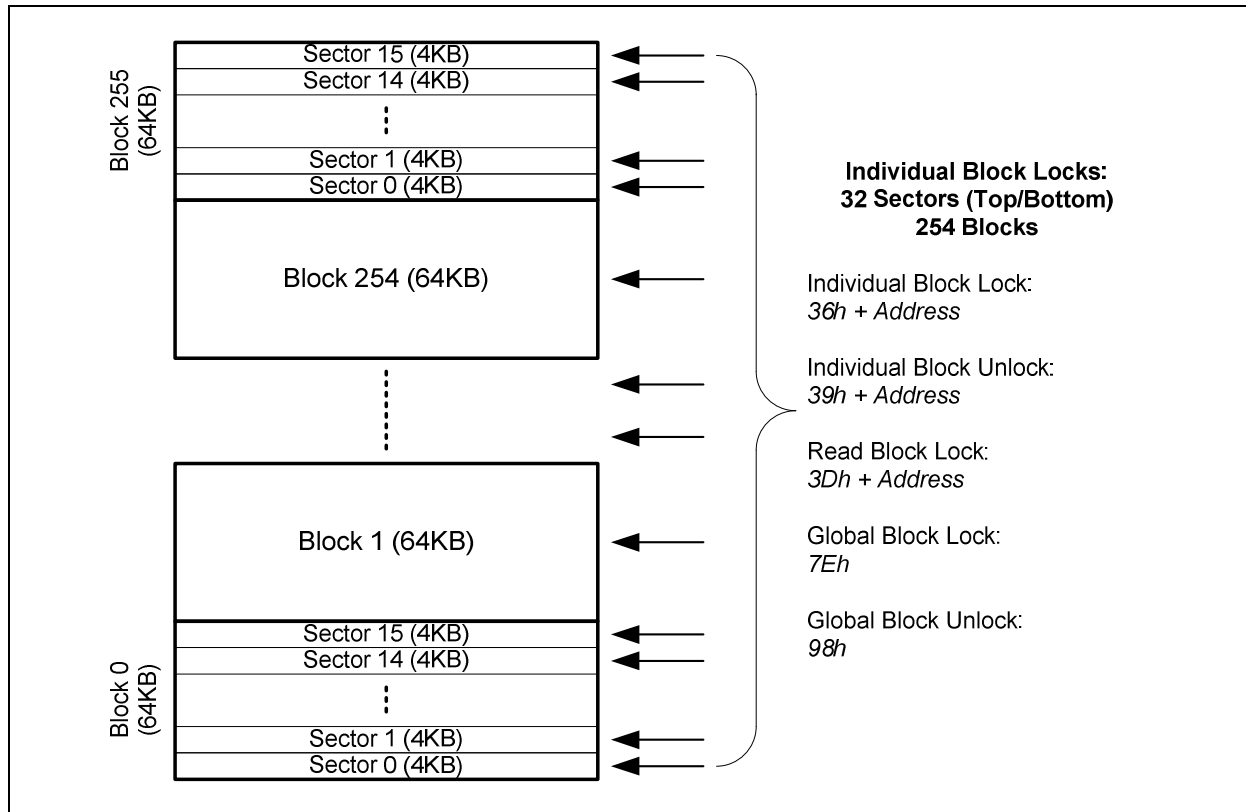 Block 255
(64KB)
Sector 15 (4KB)
Sector 14 (4KB)
Sector 1 (4KB)
Sector 0 (4KB)
Block 254 (64KB)
Block 1 (64KB)
Block 0
(64KB)
Sector 15 (4KB)
Sector 14 (4KB)
Sector 1 (4KB)
Sector 0 (4KB)
Individual Block Locks:
32 Sectors (Top/Bottom)
254 Blocks
Individual Block Lock:
36h + Address
Individual Block Unlock:
39h + Address
Read Block Lock:
3Dh + Address
Global Block Lock:
7Eh
Global Block Unlock:
98h